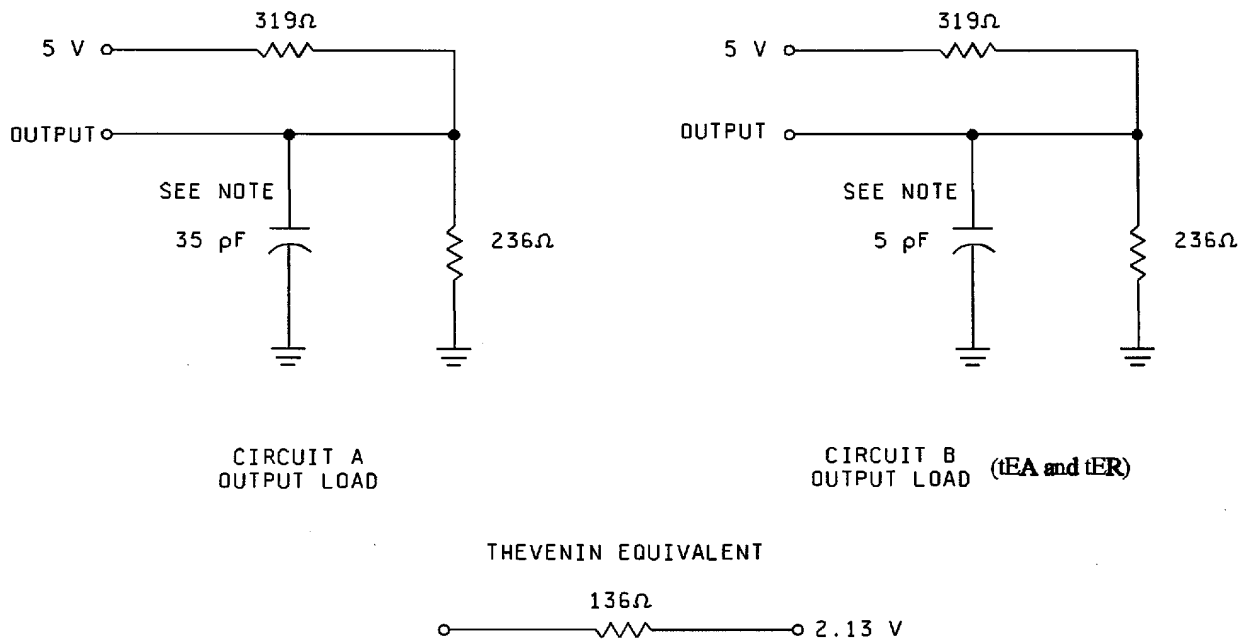 319Ω
5 V
OUTPUT
SEE NOTE
35 pF
236Ω
CIRCUIT A
OUTPUT LOAD
319Ω
5 V
OUTPUT
SEE NOTE
5 pF
236Ω
CIRCUIT B
OUTPUT LOAD (tEA and tER)
THEVENIN EQUIVALENT
136Ω
2.13 V